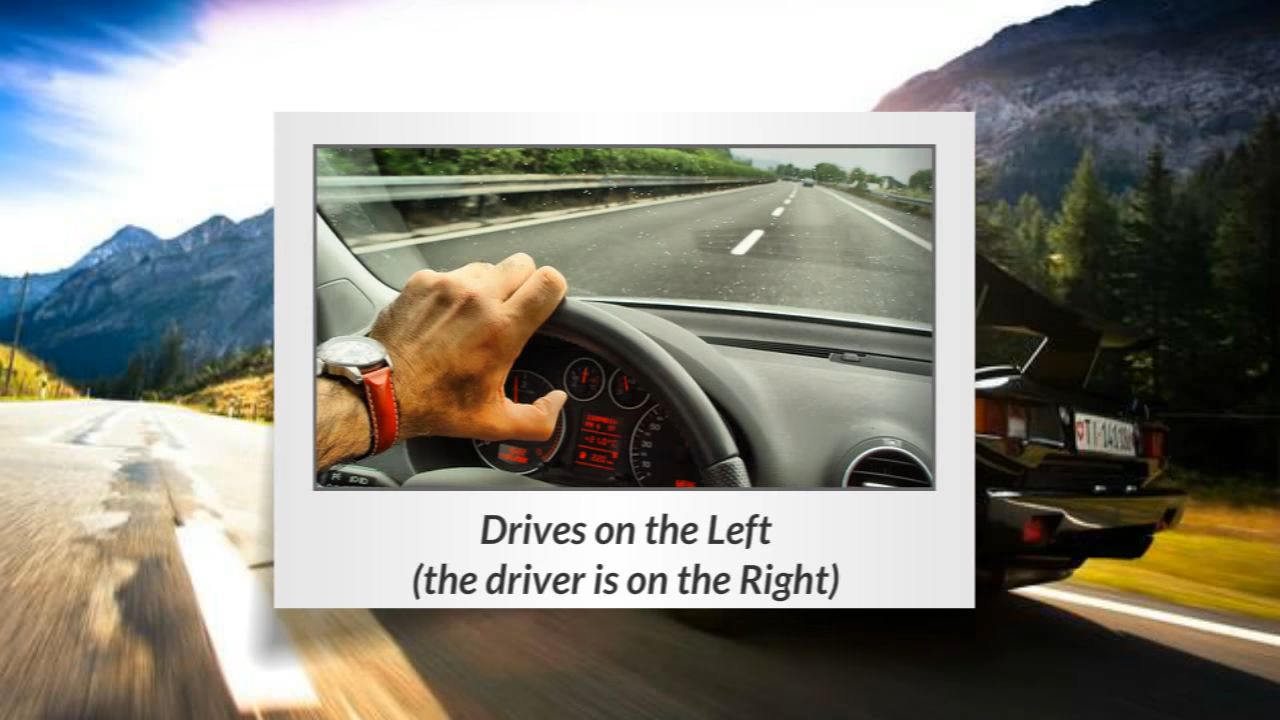 Drives on the Left
(the driver is on the Right)